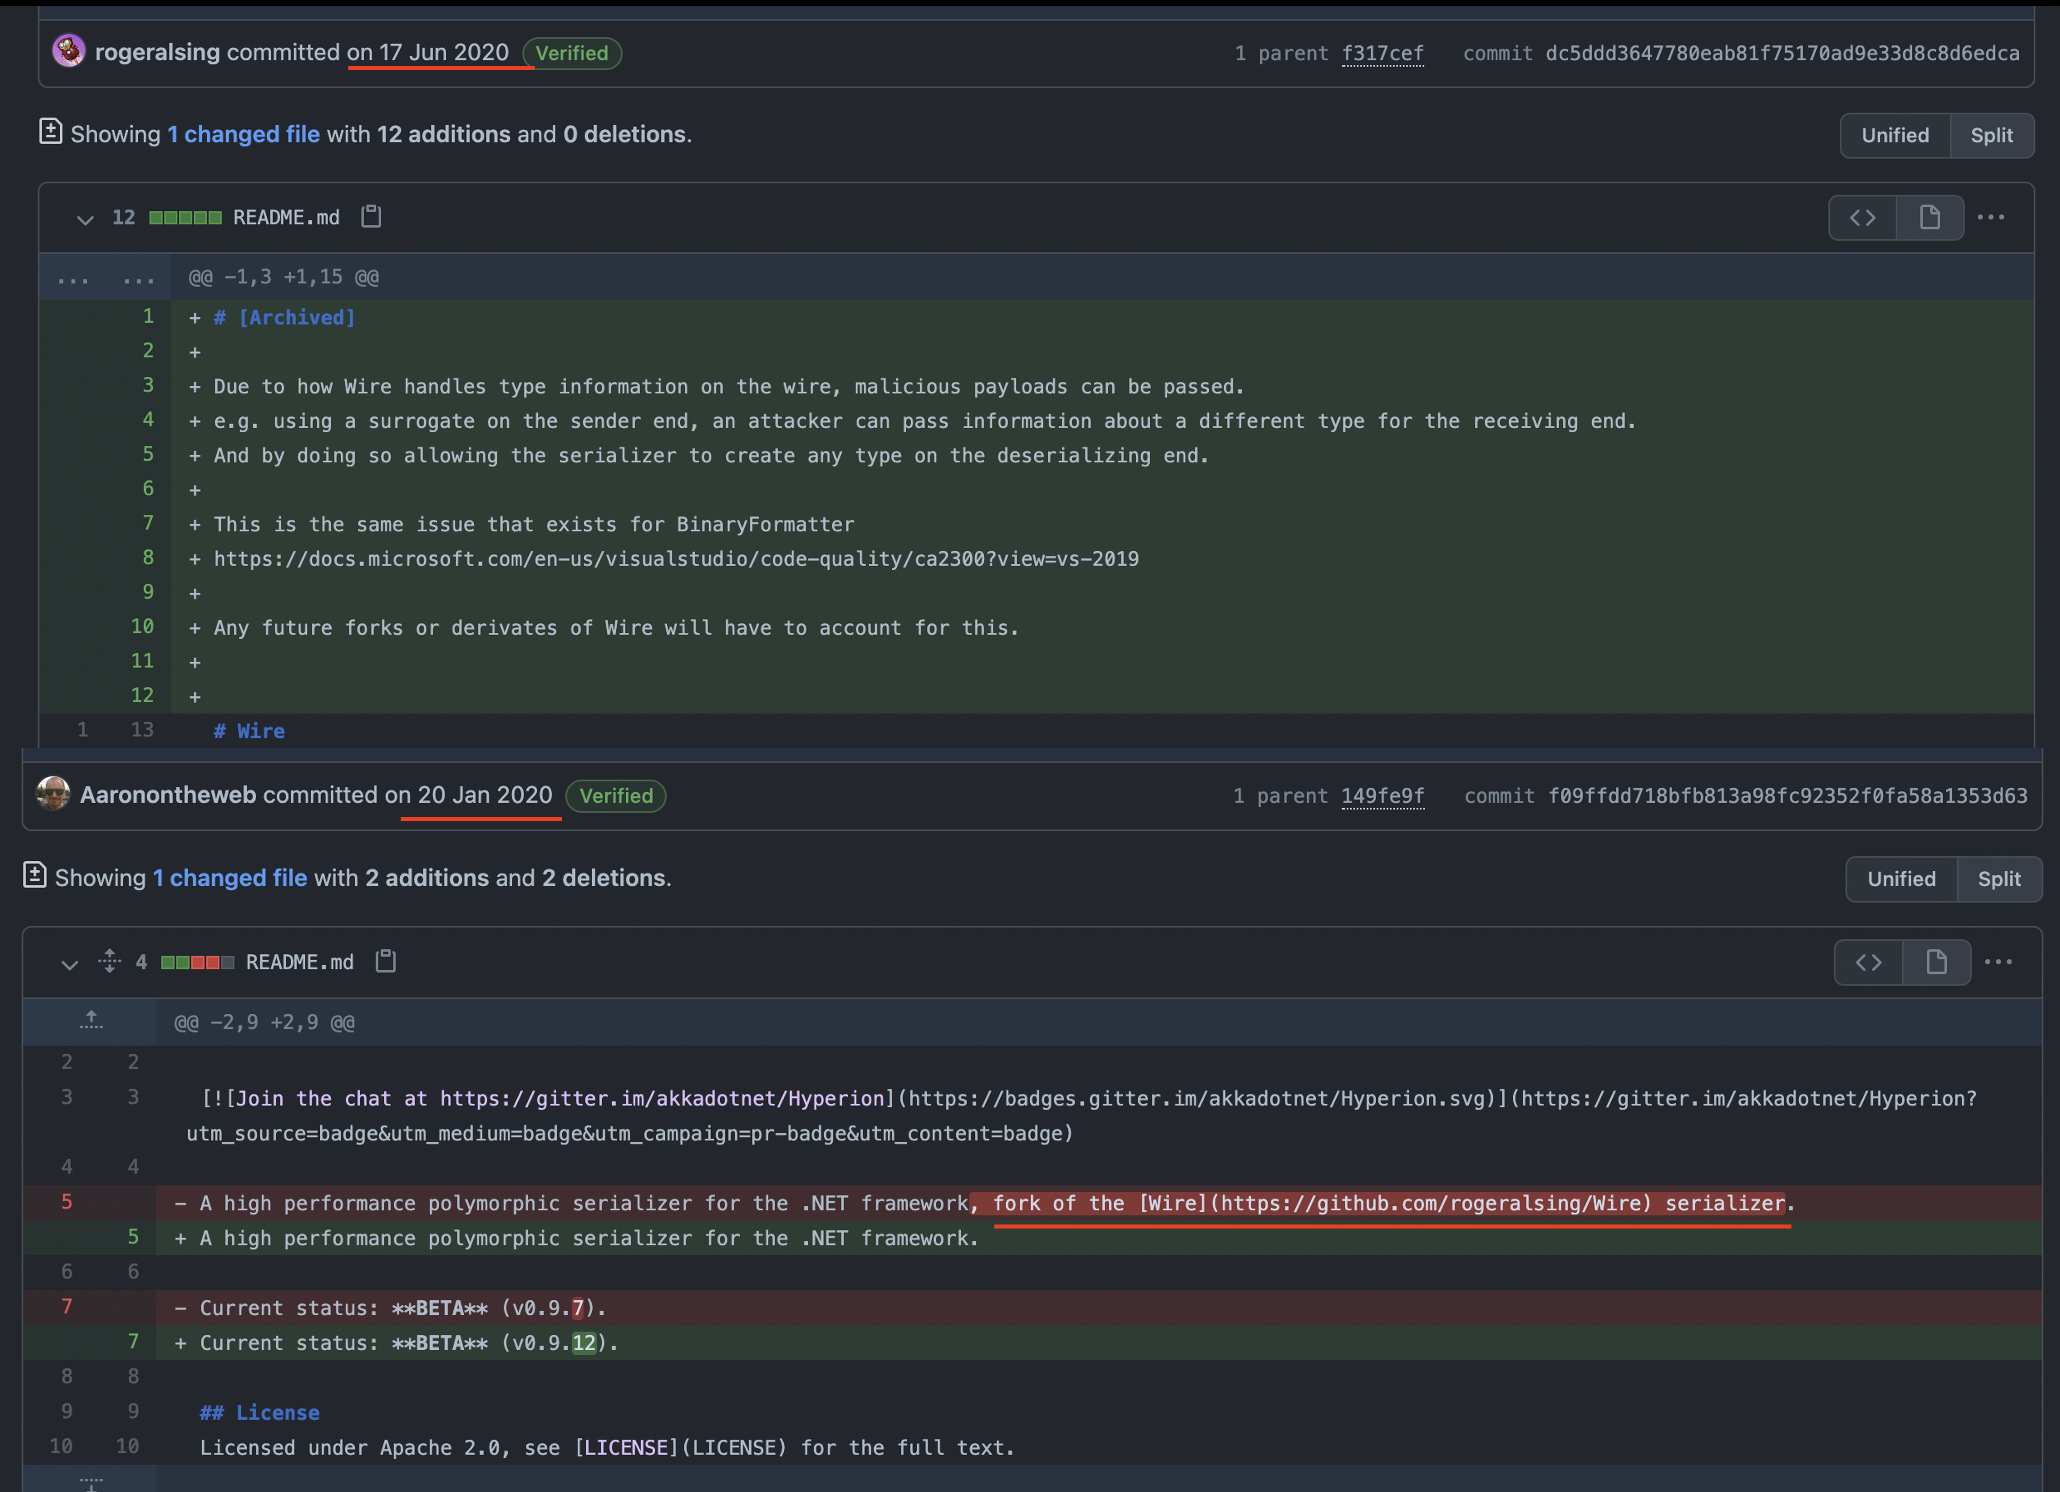 rogeralsing committed on 17 Jun 2020 Verified 1 parent f317cef commit dc5ddd3647780eab81f75170ad9e33d8c8d6edca
Showing 1 changed file with 12 additions and 0 deletions. Unified Split
12 README.md <> ...
... ... @@ -1,3 +1,15 @@
1 + # [Archived]
2 +
3 + Due to how Wire handles type information on the wire, malicious payloads can be passed.
4 + e.g. using a surrogate on the sender end, an attacker can pass information about a different type for the receiving end.
5 + And by doing so allowing the serializer to create any type on the deserializing end.
6 +
7 + This is the same issue that exists for BinaryFormatter
8 + https://docs.microsoft.com/en-us/visualstudio/code-quality/ca2300?view=vs-2019
9 +
10 + Any future forks or derivates of Wire will have to account for this.
11 +
12 +
1 13 # Wire
Aaronontheweb committed on 20 Jan 2020 Verified 1 parent 149fe9f commit f09ffdd718bfb813a98fc92352f0fa58a1353d63
Showing 1 changed file with 2 additions and 2 deletions. Unified Split
4 README.md <> ...
@@ -2,9 +2,9 @@
2 2
3 3 [![Join the chat at https://gitter.im/akkadotnet/Hyperion](https://badges.gitter.im/akkadotnet/Hyperion.svg)](https://gitter.im/akkadotnet/Hyperion?
utm_source=badge&utm_medium=badge&utm_campaign=pr-badge&utm_content=badge)
4 4
5 - A high performance polymorphic serializer for the .NET framework, fork of the [Wire](https://github.com/rogeralsing/Wire) serializer.
5 + A high performance polymorphic serializer for the .NET framework.
6 6
7 - Current status: **BETA** (v0.9.7).
7 + Current status: **BETA** (v0.9.12).
8 8
9 9 ## License
10 10 Licensed under Apache 2.0, see [LICENSE](LICENSE) for the full text.